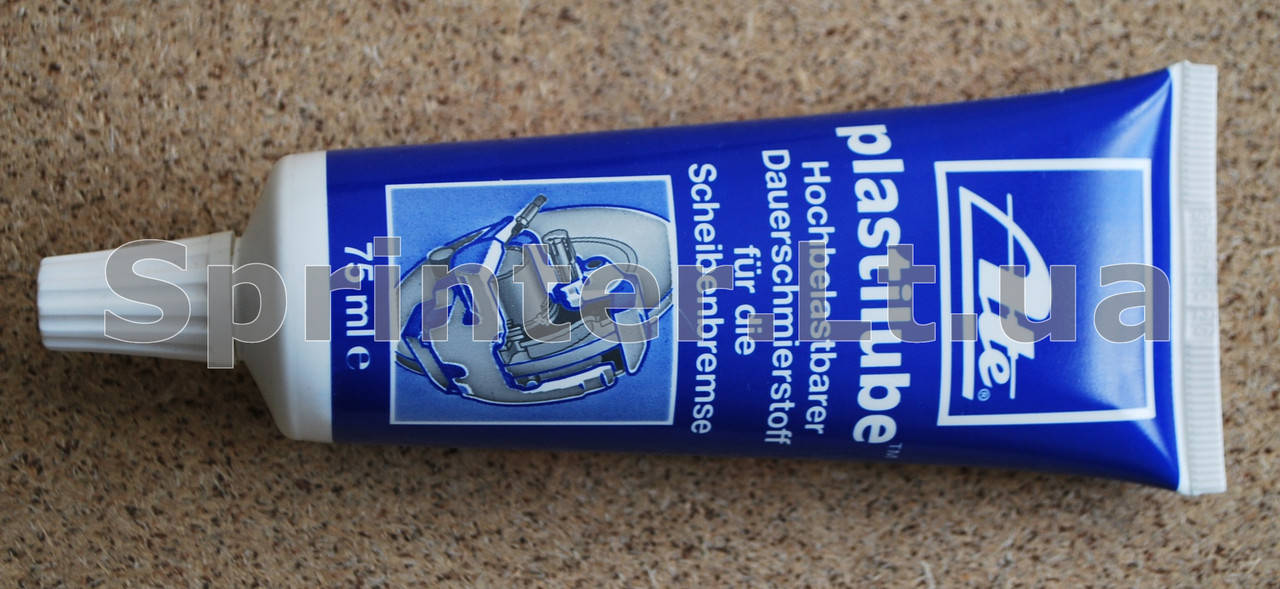 Ate®
plastilube™
Hochbelastbarer
Dauerschmierstoff
für die
Scheibenbremse
75 ml e
Sprinter.Lt.ua